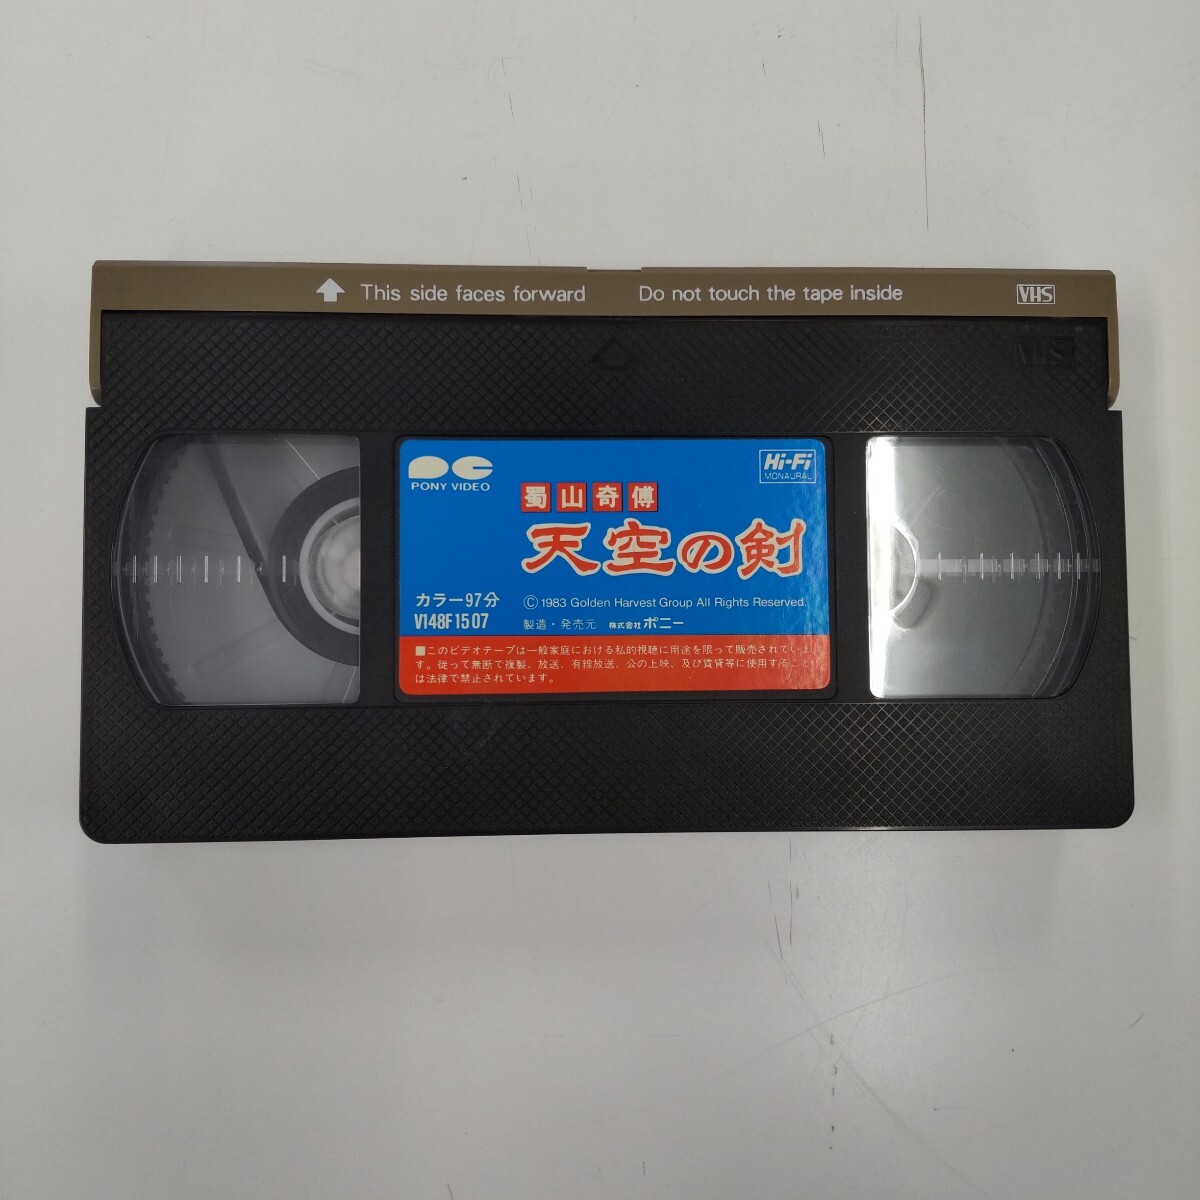 This side faces forward Do not touch the tape inside VHS
VHS
PONY VIDEO
Hi-Fi
MONAURAL
蜀山奇傅
天空の剣
カラー97分
V148F1507
© 1983 Golden Harvest Group All Rights Reserved.
製造・発売元 株式会社 ポニー
■このビデオテープは一般家庭における私的視聴に用途を限って販売されていま
す。従って無断で複製、放送、有線放送、公の上映、及び賃貸等に使用すること
は法律で禁止されています。